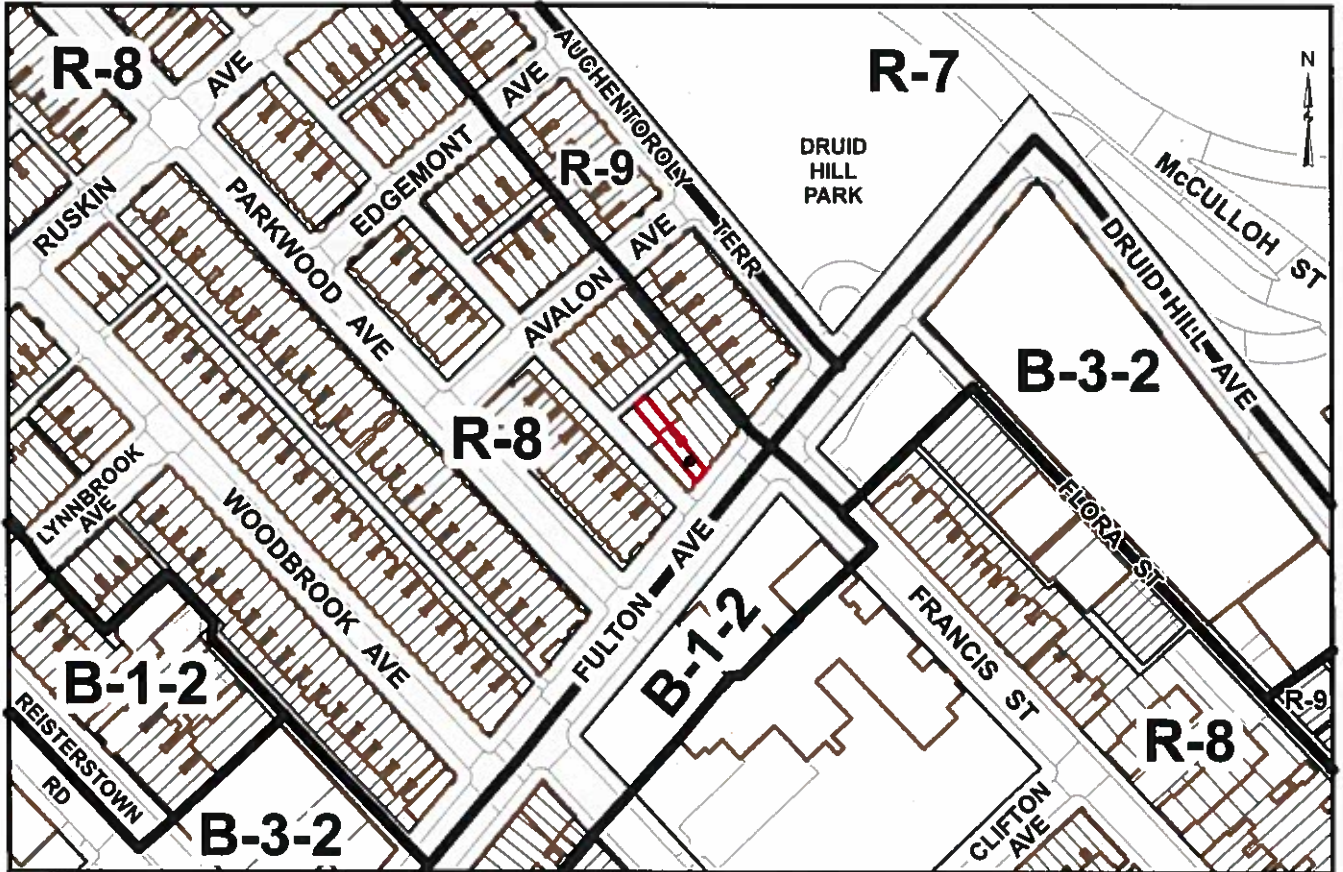 R-8
AVE
AUCHENTOROLY
TERR
R-7
N
DRUID
HILL
PARK
McCULLOH
ST
AVE
R-9
EDGEMONT
RUSKIN
PARKWOOD
AVE
AVE
AVALON
DRUID HILL AVE
B-3-2
R-8
LYNNBROOK
AVE
WOODBROOK
AVE
FLORA ST
FULTON AVE
B-1-2
FRANCIS ST
B-1-2
REISTERSTOWN
RD
B-3-2
R-9
R-8
CLIFTON
AVE